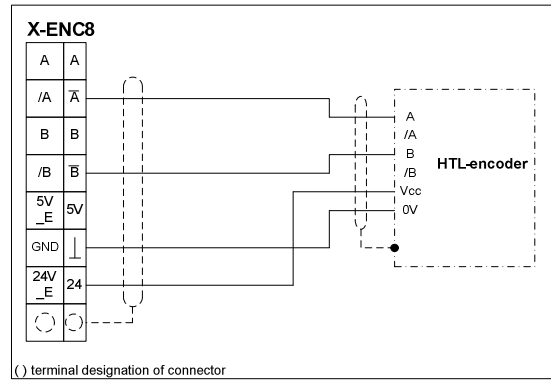 X-ENC8
A A
/A A̅
B B
/B B̅
5V
_E 5V
GND
24V
_E 24
A
/A
B
/B
Vcc
0V
HTL-encoder
( ) terminal designation of connector